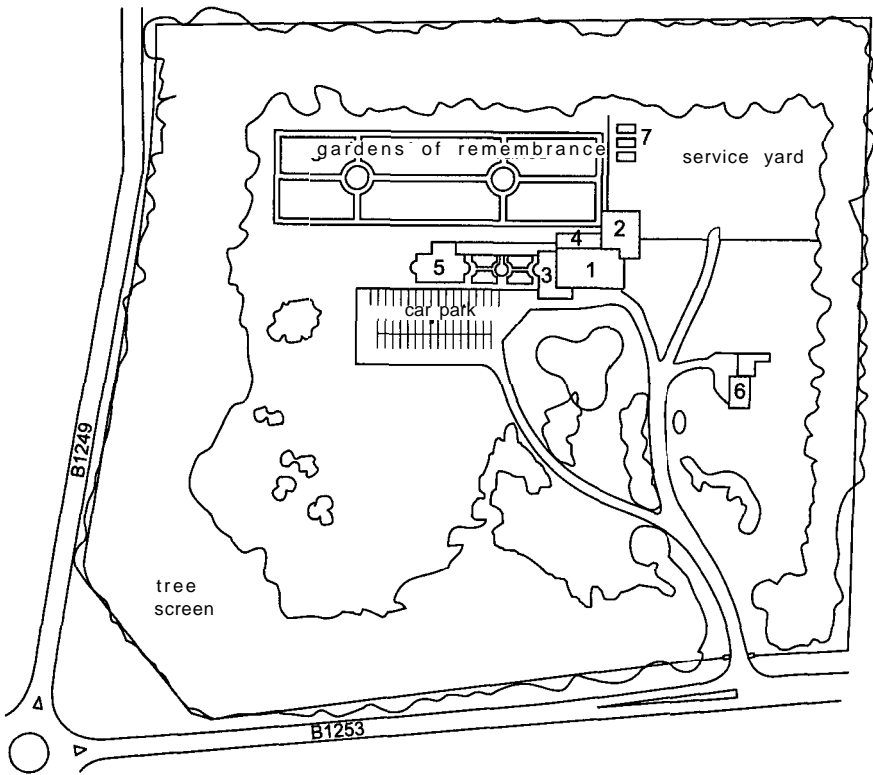 gardens of remembrance
7
service yard
2
4
5
3
1
car park
6
B1249
tree
screen
B1253